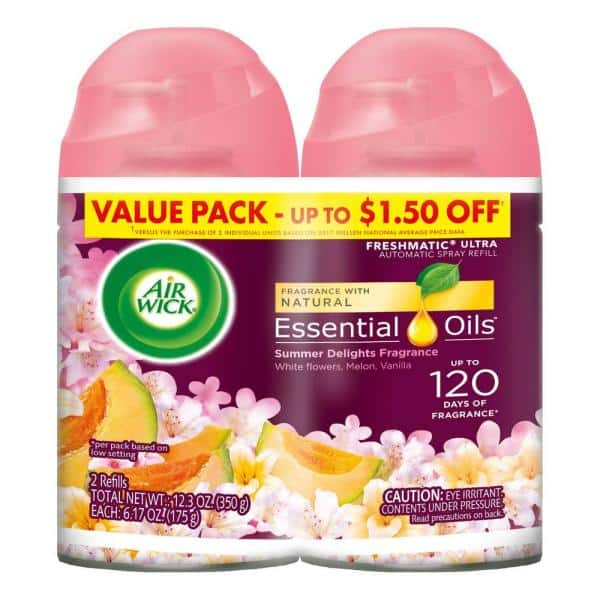 VALUE PACK - UP TO $1.50 OFF†
†VERSUS THE PURCHASE OF 2 INDIVIDUAL UNITS BASED ON 2017 NIELSEN NATIONAL AVERAGE PRICE DATA
FRESHMATIC® ULTRA
AUTOMATIC SPRAY REFILL
AIR
WICK®
FRAGRANCE WITH
NATURAL
Essential Oils™
Summer Delights Fragrance
White flowers, Melon, Vanilla
UP TO
120
DAYS OF
FRAGRANCE*
*per pack based on
low setting
2 Refills
TOTAL NET WT. 12.3 OZ. (350 g)
EACH: 6.17 OZ. (175 g)
CAUTION: EYE IRRITANT.
CONTENTS UNDER PRESSURE.
Read precautions on back.